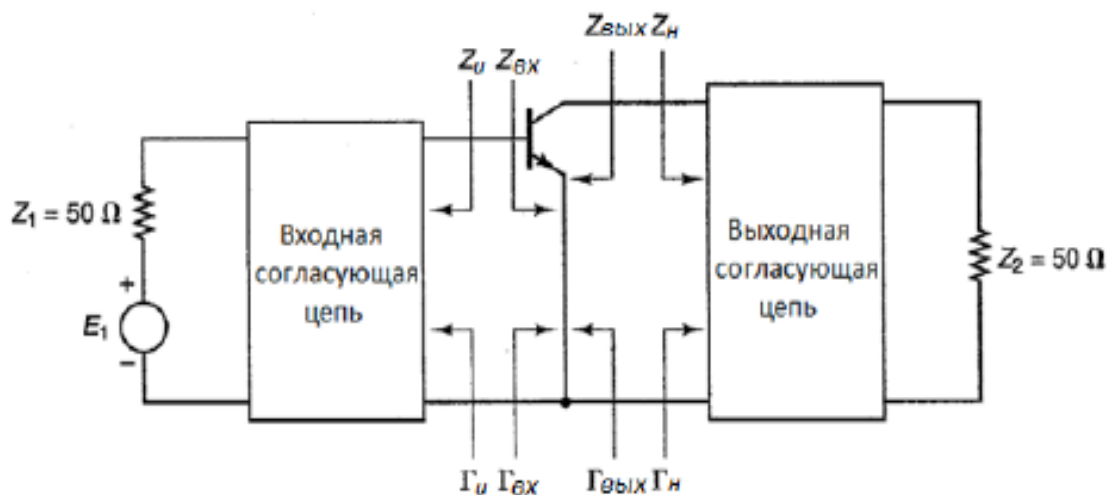 Zвых Zн
Zи Zвх
Z1 = 50 Ω
+
E1
−
Входная
согласующая
цепь
Выходная
согласующая
цепь
Z2 = 50 Ω
Γи Γвх Γвых Γн